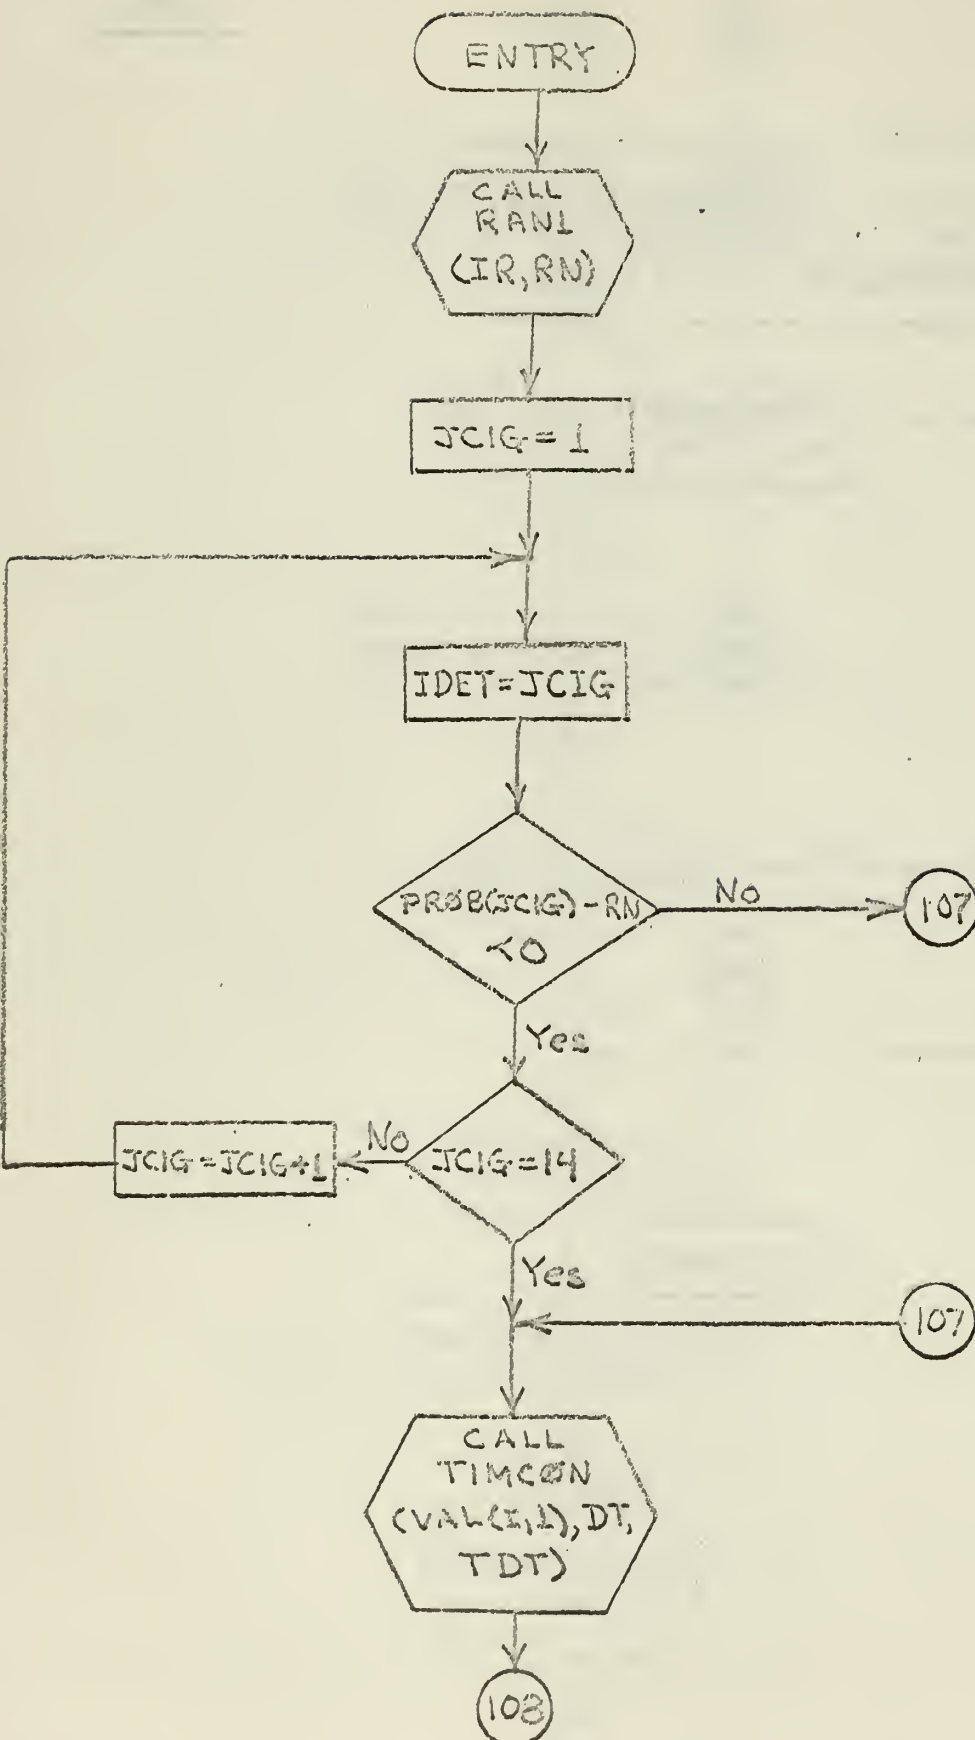 ENTRY
CALL
RAN1
(IR,RN)
JCIG=1
IDET=JCIG
PRØB(JCIG)-RN
<0
No
107
Yes
JCIG=14
No
JCIG=JCIG+1
Yes
107
CALL
TIMCØN
(VAL(I,1),DT,
TDT)
108